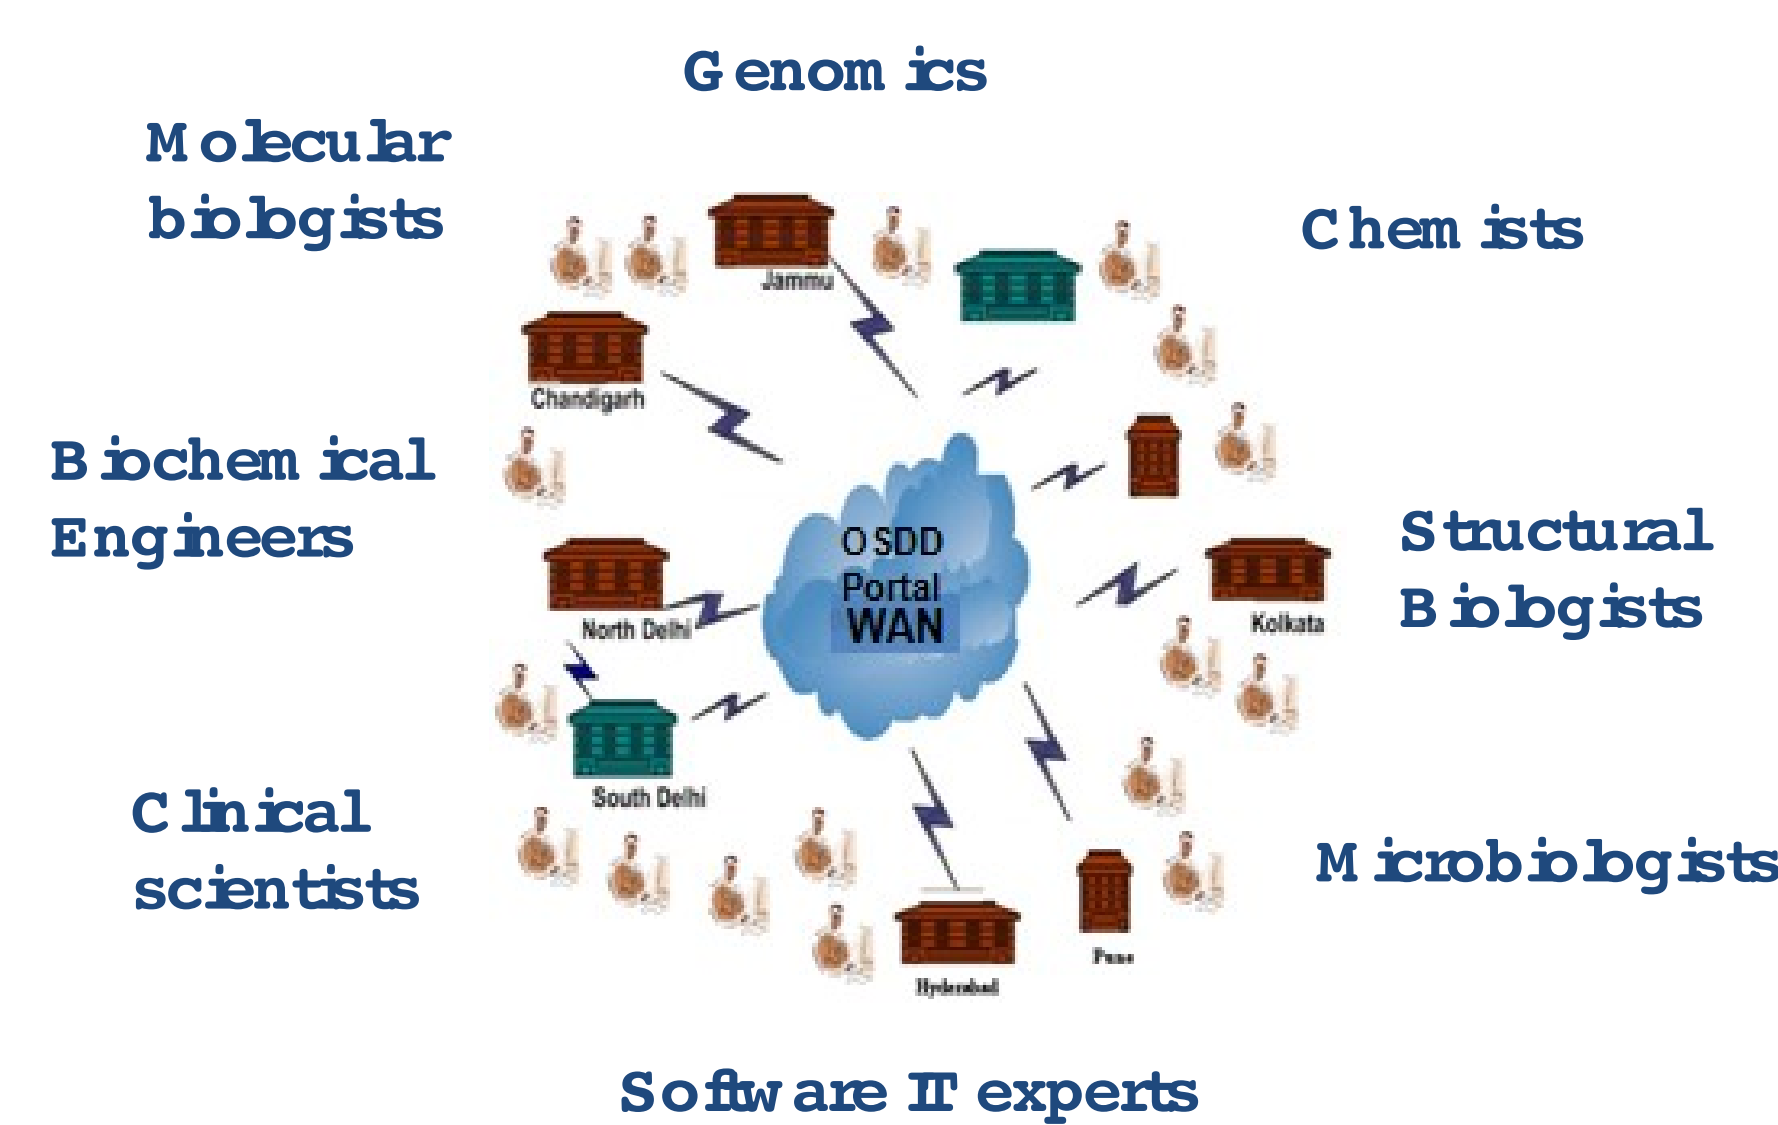 Genomics
Molecular
biologists
Chemists
Jammu
Chandigarh
Biochemical
Engineers
OSDD
Portal
WAN
Structural
Biologists
North Delhi
Kolkata
South Delhi
Clinical
scientists
Microbiologists
Pune
Hyderabad
Software IT experts